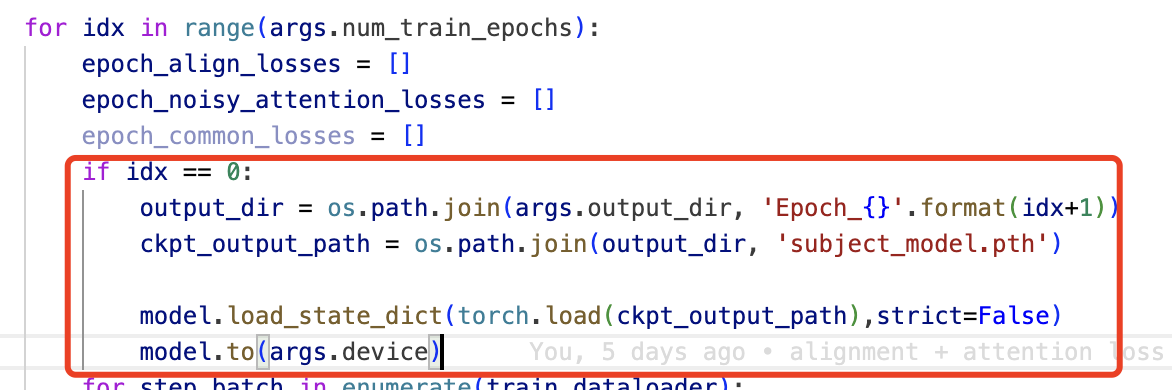 for idx in range(args.num_train_epochs):
    epoch_align_losses = []
    epoch_noisy_attention_losses = []
    epoch_common_losses = []
    if idx == 0:
        output_dir = os.path.join(args.output_dir, 'Epoch_{}'.format(idx+1))
        ckpt_output_path = os.path.join(output_dir, 'subject_model.pth')
        model.load_state_dict(torch.load(ckpt_output_path),strict=False)
        model.to(args.device)    You, 5 days ago • alignment + attention loss
    for step,batch in enumerate(train_dataloader):